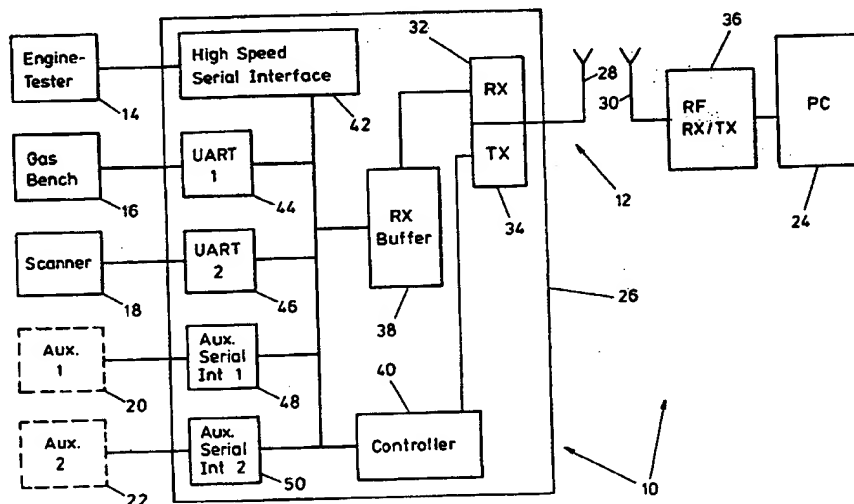 Engine-
Tester
14
High Speed
Serial Interface
42
32
RX
TX
34
28
30
36
RF
RX/TX
PC
24
Gas
Bench
16
UART
1
44
12
Scanner
18
UART
2
46
RX
Buffer
38
26
Aux.
1
20
Aux.
Serial
Int 1
48
40
Controller
Aux.
2
22
Aux.
Serial
Int 2
50
10